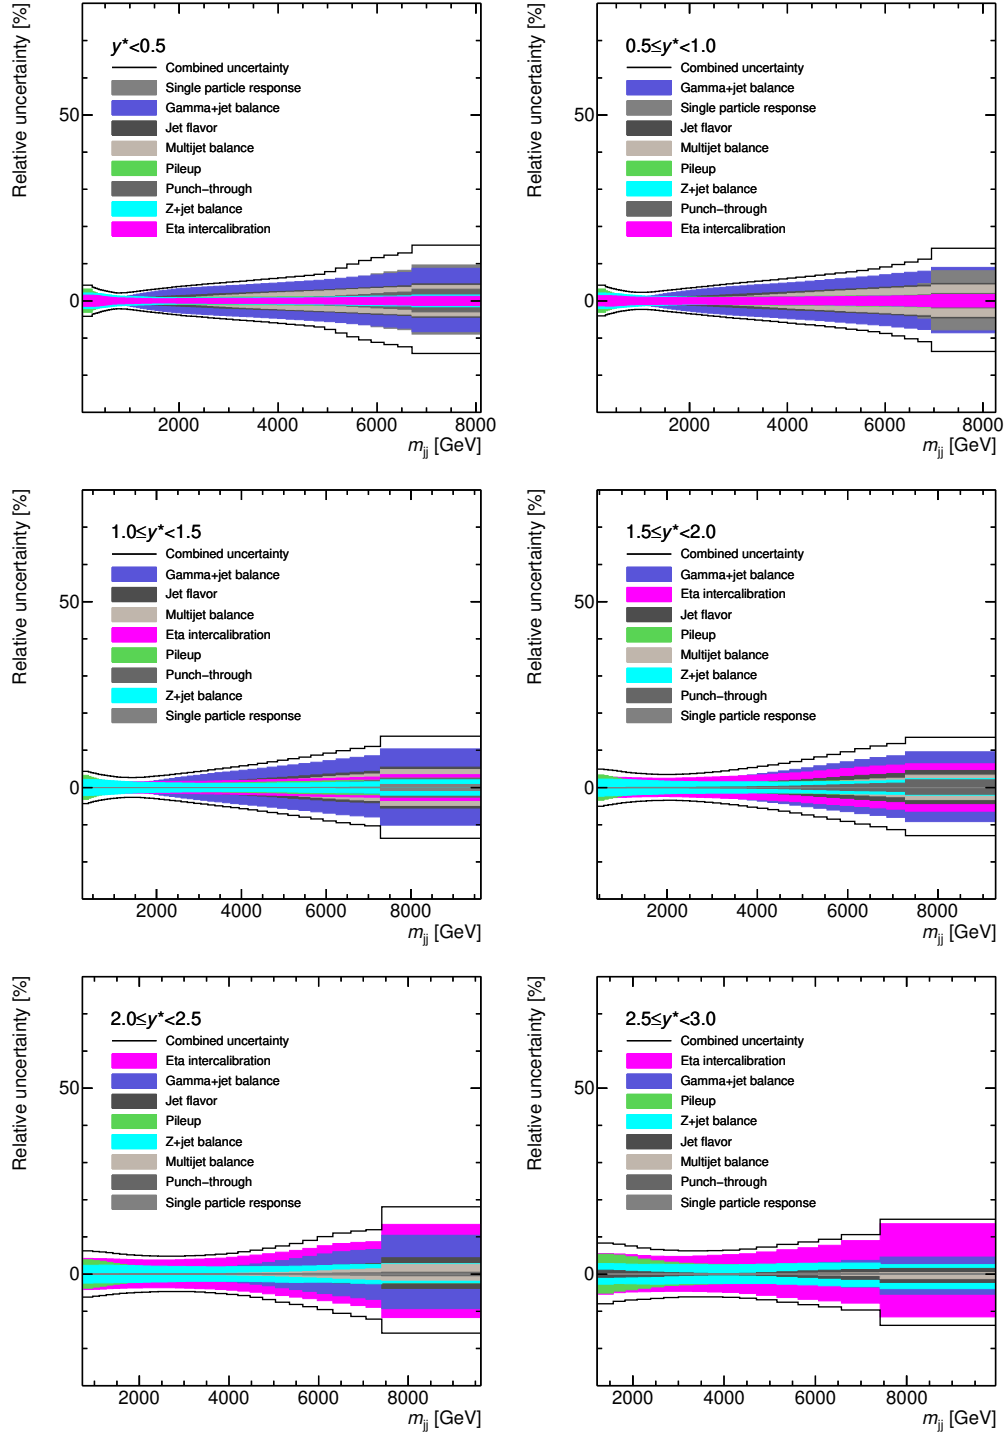 Relative uncertainty [%]
y*<0.5
Combined uncertainty
Single particle response
Gamma+jet balance
Jet flavor
Multijet balance
Pileup
Punch−through
Z+jet balance
Eta intercalibration
50
0
2000 4000 6000 8000
m_jj [GeV]
Relative uncertainty [%]
0.5≤y*<1.0
Combined uncertainty
Gamma+jet balance
Single particle response
Jet flavor
Multijet balance
Pileup
Z+jet balance
Punch−through
Eta intercalibration
50
0
2000 4000 6000 8000
m_jj [GeV]
Relative uncertainty [%]
1.0≤y*<1.5
Combined uncertainty
Gamma+jet balance
Jet flavor
Multijet balance
Eta intercalibration
Pileup
Punch−through
Z+jet balance
Single particle response
50
0
2000 4000 6000 8000
m_jj [GeV]
Relative uncertainty [%]
1.5≤y*<2.0
Combined uncertainty
Gamma+jet balance
Eta intercalibration
Jet flavor
Pileup
Multijet balance
Z+jet balance
Punch−through
Single particle response
50
0
2000 4000 6000 8000
m_jj [GeV]
Relative uncertainty [%]
2.0≤y*<2.5
Combined uncertainty
Eta intercalibration
Gamma+jet balance
Jet flavor
Pileup
Z+jet balance
Multijet balance
Punch−through
Single particle response
50
0
2000 4000 6000 8000
m_jj [GeV]
Relative uncertainty [%]
2.5≤y*<3.0
Combined uncertainty
Eta intercalibration
Gamma+jet balance
Pileup
Z+jet balance
Jet flavor
Multijet balance
Punch−through
Single particle response
50
0
2000 4000 6000 8000
m_jj [GeV]